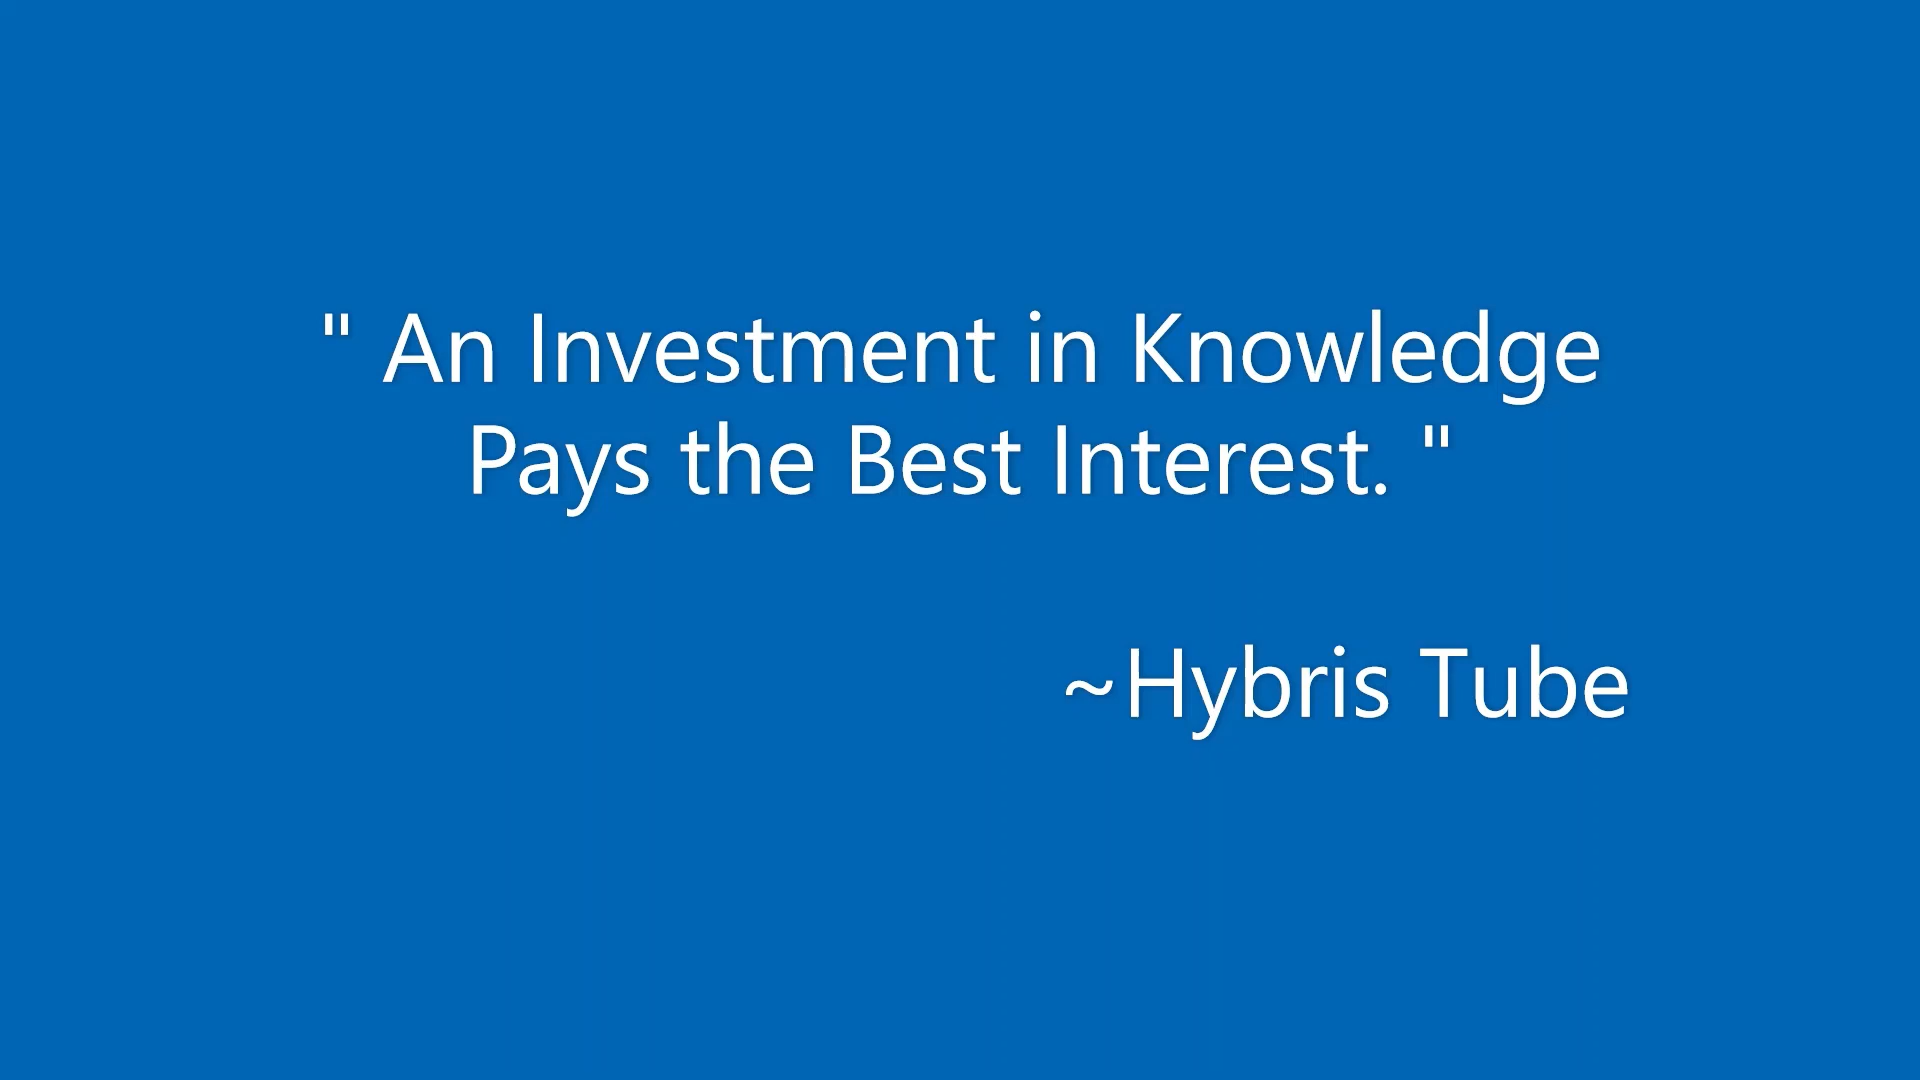 " An Investment in Knowledge
Pays the Best Interest. "
~Hybris Tube